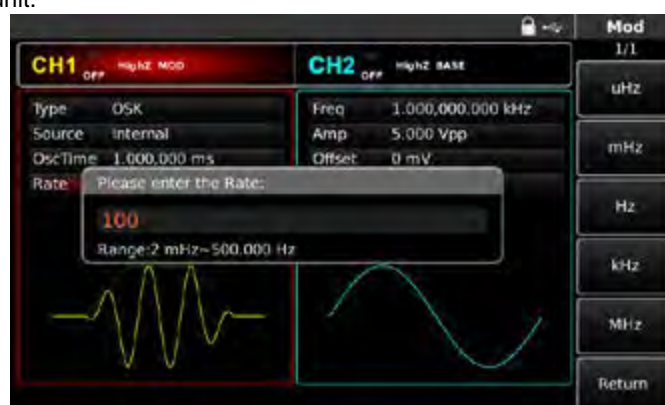 unit.
Mod
1/1
CH1 OFF HighZ MOD
CH2 OFF HighZ BASE
uHz
Type OSK
Freq 1.000,000,000 kHz
Source Internal
Amp 5.000 Vpp
mHz
OscTime 1.000,000 ms
Offset 0 mV
Rate
Please enter the Rate:
100
Hz
Range:2 mHz~500.000 Hz
kHz
MHz
Return